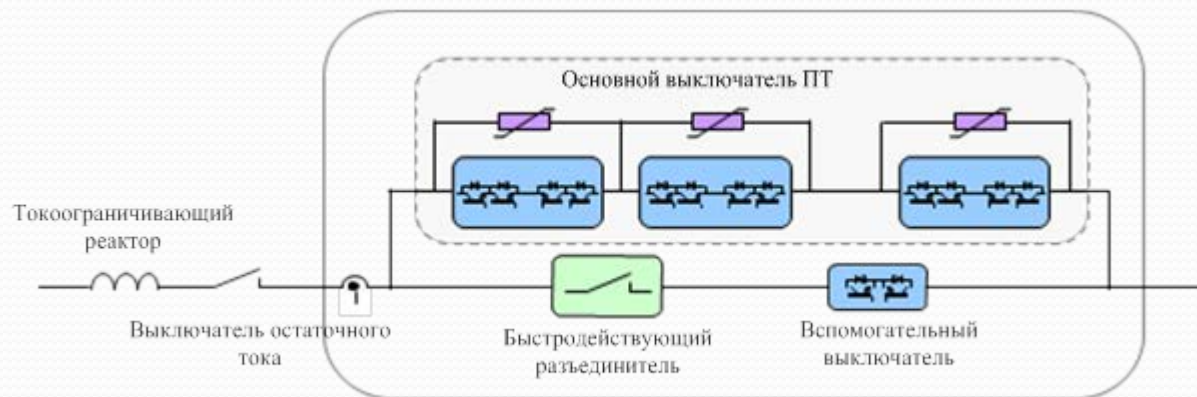 Основной выключатель ПТ
Токоограничивающий
реактор
Выключатель остаточного
тока
Быстродействующий
разъединитель
Вспомогательный
выключатель